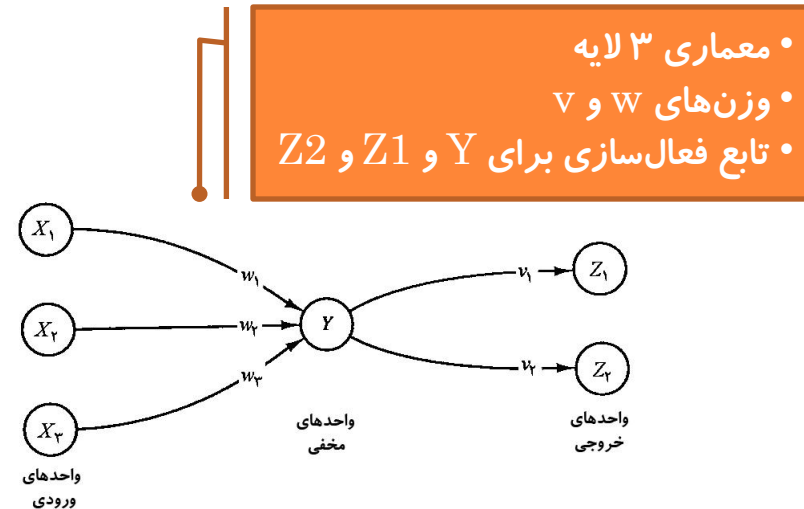 • معماری ۳ لایه
• وزن‌های w و v
• تابع فعال‌سازی برای Y و Z1 و Z2
X۱
w۱
v۱
Z۱
X۲
w۲
Y
v۲
Z۲
w۳
X۳
واحدهای
مخفی
واحدهای
خروجی
واحدهای
ورودی